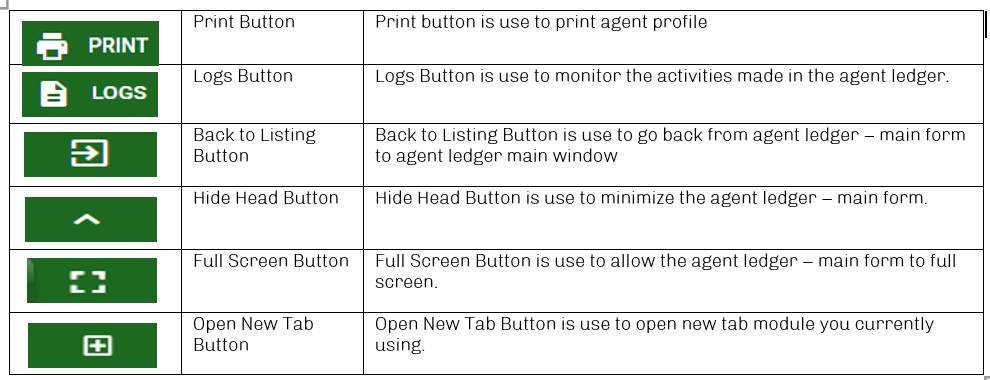 PRINT
Print Button
Print button is use to print agent profile
LOGS
Logs Button
Logs Button is use to monitor the activities made in the agent ledger.
Back to Listing
Button
Back to Listing Button is use to go back from agent ledger – main form
to agent ledger main window
Hide Head Button
Hide Head Button is use to minimize the agent ledger – main form.
Full Screen Button
Full Screen Button is use to allow the agent ledger – main form to full
screen.
Open New Tab
Button
Open New Tab Button is use to open new tab module you currently
using.